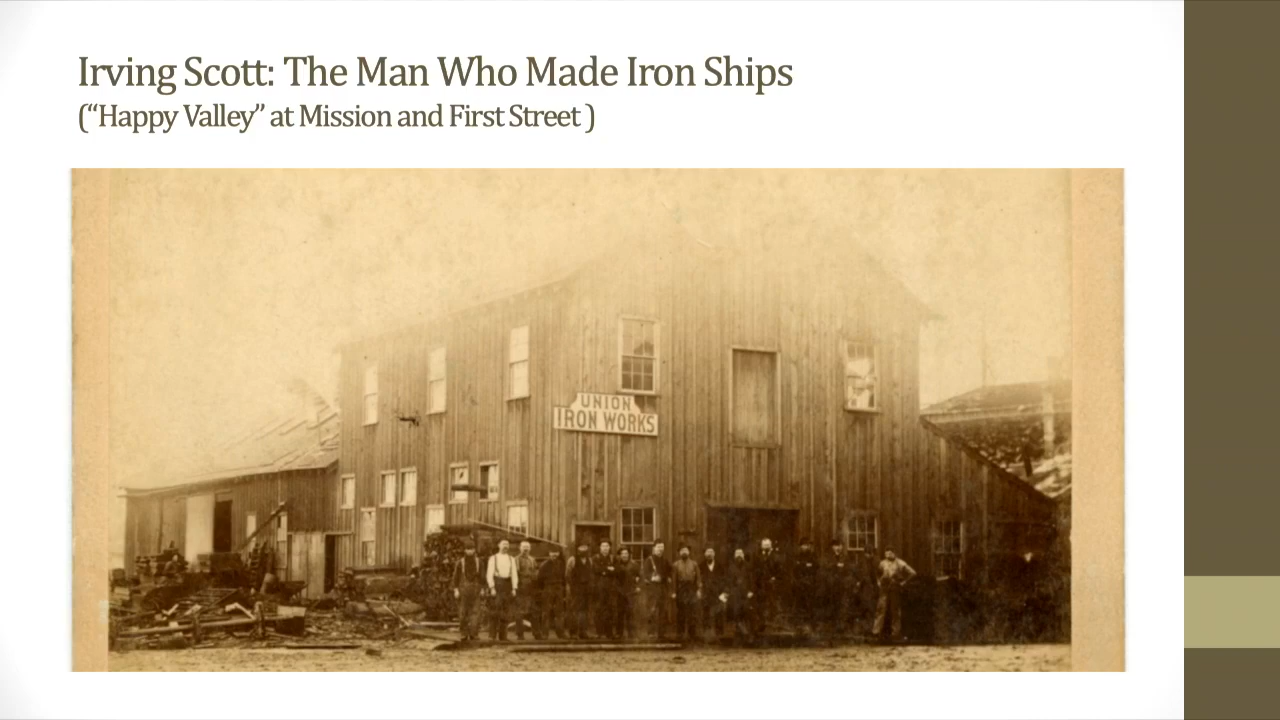 Irving Scott: The Man Who Made Iron Ships
(“Happy Valley” at Mission and First Street )
UNION
IRON WORKS